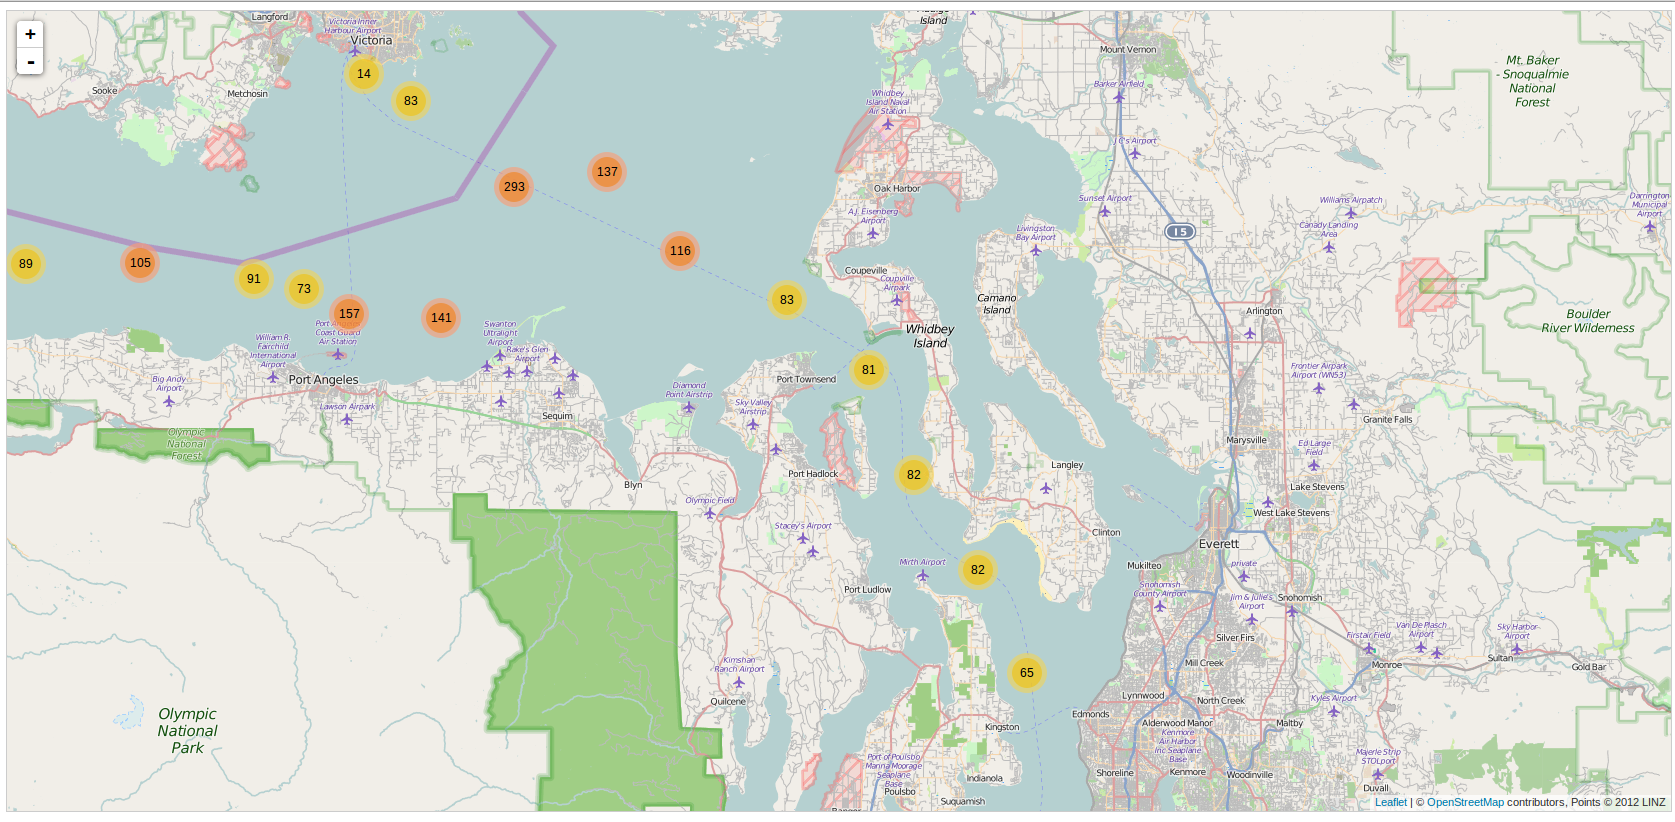 +
-
Langford
Victoria Inner
Harbour Airport
Victoria
14
83
Sooke
Metchosin
Island
Mount Vernon
Barker Airfield
Mt. Baker
- Snoqualmie
National
Forest
Whidbey
Island Naval
Air Station
J C's Airport
293
137
Oak Harbor
Sunset Airport
Williams Airpatch
Darrington
Municipal
Airport
A.J. Eisenberg
Airport
Livingston
Bay Airport
I 5
Canady Landing
Area
89
105
91
73
116
83
Coupeville
Coupville
Airpark
Camano
Island
157
141
Port Angeles
Coast Guard
Air Station
Swanton
Ultralight
Airport
Whidbey
Island
Arlington
Boulder
River Wilderness
William R.
Fairchild
International
Airport
Rake's Glen
Airport
81
Port Angeles
Big Andy
Airport
Lawson Airpark
Port Townsend
Diamond
Point Airstrip
Sky Valley
Airstrip
Sequim
Frontier Airpark
Airport (WN53)
Granite Falls
Olympic
National
Forest
Marysville
Ed Large
Field
Blyn
Port Hadlock
82
Langley
Lake Stevens
Olympic Field
West Lake Stevens
Stacey's Airport
Clinton
Everett
Mirth Airport
82
Mukilteo
private
Port Ludlow
Snohomish
County Airport
Jim & Julie's
Airport
Snohomish
Silver Firs
Firstair Field
Van De Plasch
Airport
Sky Harbor
Airport
Kimshan
Ranch Airport
65
Mill Creek
Monroe
Sultan
Gold Bar
Quilcene
Lynnwood
North Creek
Kyles Airport
Olympic
National
Park
Kingston
Edmonds
Alderwood Manor
Maltby
Kenmore
Air Harbor
Inc Seaplane
Base
Port of Poulsbo
Marina Moorage
Seaplane
Base
Poulsbo
Indianola
Shoreline
Kenmore
Woodinville
Majerle Strip
STOLport
Duvall
Suquamish
Bangor
Leaflet | © OpenStreetMap contributors, Points © 2012 LINZ